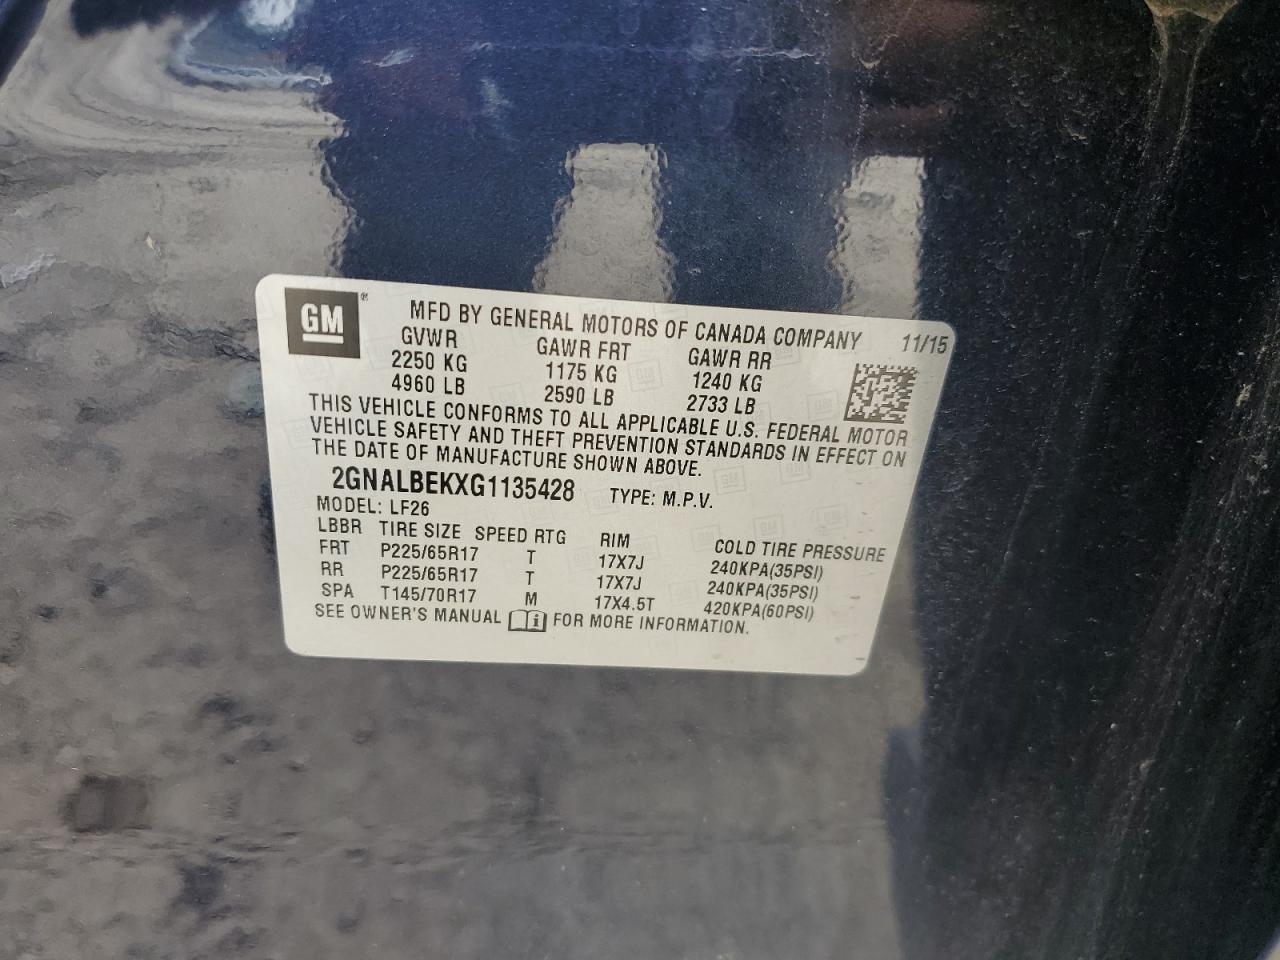 GM ®
MFD BY GENERAL MOTORS OF CANADA COMPANY 11/15
GVWR GAWR FRT GAWR RR
2250 KG 1175 KG 1240 KG
4960 LB 2590 LB 2733 LB
THIS VEHICLE CONFORMS TO ALL APPLICABLE U.S. FEDERAL MOTOR
VEHICLE SAFETY AND THEFT PREVENTION STANDARDS IN EFFECT ON
THE DATE OF MANUFACTURE SHOWN ABOVE.
2GNALBEKXG1135428 TYPE: M.P.V.
MODEL: LF26
LBBR TIRE SIZE SPEED RTG RIM COLD TIRE PRESSURE
FRT P225/65R17 T 17X7J 240KPA(35PSI)
RR P225/65R17 T 17X7J 240KPA(35PSI)
SPA T145/70R17 M 17X4.5T 420KPA(60PSI)
SEE OWNER'S MANUAL i FOR MORE INFORMATION.